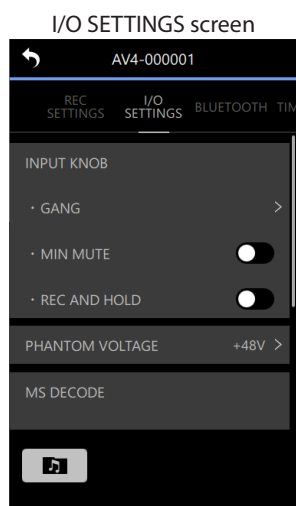 I/O SETTINGS screen
AV4-000001
REC SETTINGS
I/O SETTINGS
BLUETOOTH
TIM
INPUT KNOB
・GANG
・MIN MUTE
・REC AND HOLD
PHANTOM VOLTAGE +48V
MS DECODE